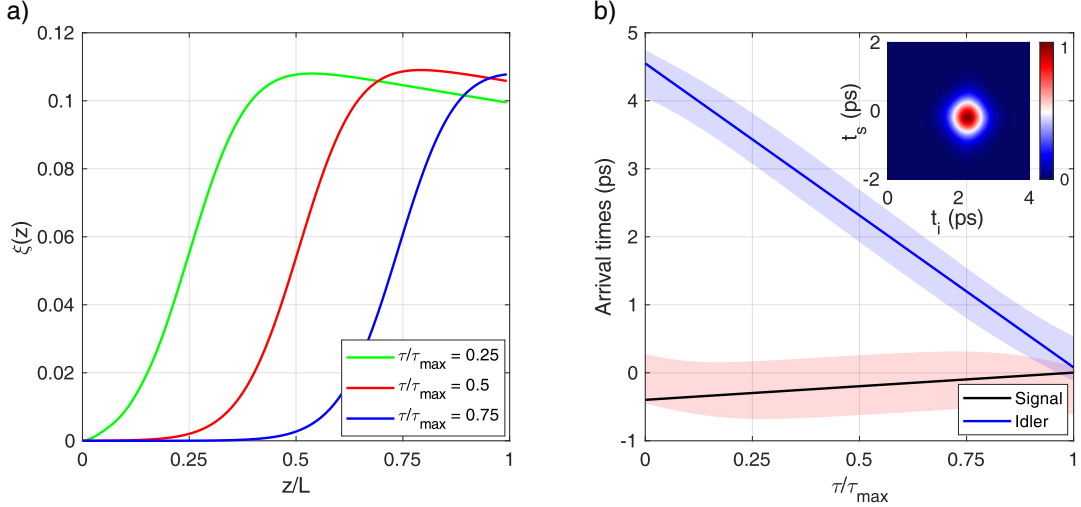 a)
ξ(z)
0.12
0.1
0.08
0.06
0.04
0.02
0
0 0.25 0.5 0.75 1
z/L
τ/τmax = 0.25
τ/τmax = 0.5
τ/τmax = 0.75
b)
Arrival times (ps)
5
4
3
2
1
0
-1
0 0.25 0.5 0.75 1
τ/τmax
Signal
Idler
ts (ps)
2
0
-2
0 2 4
ti (ps)
1
0